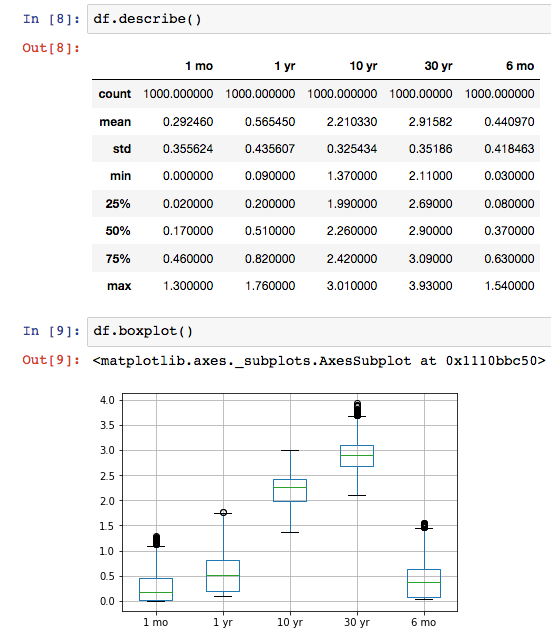 In [8]: df.describe()
Out[8]:
1 mo 1 yr 10 yr 30 yr 6 mo
count 1000.000000 1000.000000 1000.000000 1000.00000 1000.000000
mean 0.292460 0.565450 2.210330 2.91582 0.440970
std 0.355624 0.435607 0.325434 0.35186 0.418463
min 0.000000 0.090000 1.370000 2.11000 0.030000
25% 0.020000 0.200000 1.990000 2.69000 0.080000
50% 0.170000 0.510000 2.260000 2.90000 0.370000
75% 0.460000 0.820000 2.420000 3.09000 0.630000
max 1.300000 1.760000 3.010000 3.93000 1.540000
In [9]: df.boxplot()
Out[9]: <matplotlib.axes._subplots.AxesSubplot at 0x1110bbc50>
4.0
3.5
3.0
2.5
2.0
1.5
1.0
0.5
0.0
1 mo 1 yr 10 yr 30 yr 6 mo